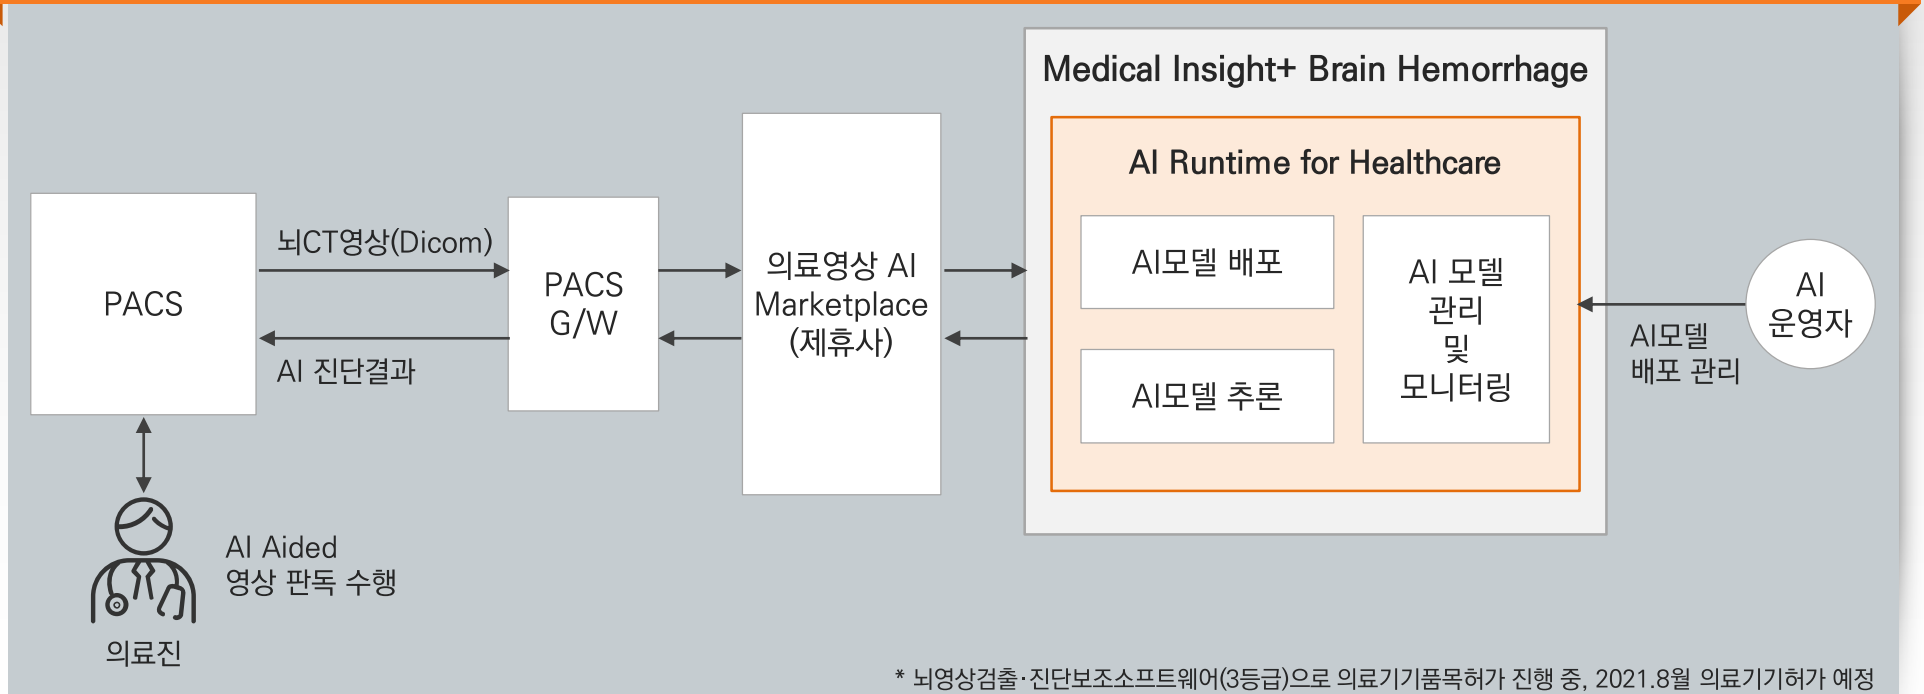 Medical Insight+ Brain Hemorrhage
AI Runtime for Healthcare
PACS
뇌CT영상(Dicom)
AI 진단결과
PACS
G/W
의료영상 AI
Marketplace
(제휴사)
AI모델 배포
AI모델 추론
AI 모델
관리
및
모니터링
AI
운영자
AI모델
배포 관리
AI Aided
영상 판독 수행
의료진
* 뇌영상검출·진단보조소프트웨어(3등급)으로 의료기기품목허가 진행 중, 2021.8월 의료기기허가 예정